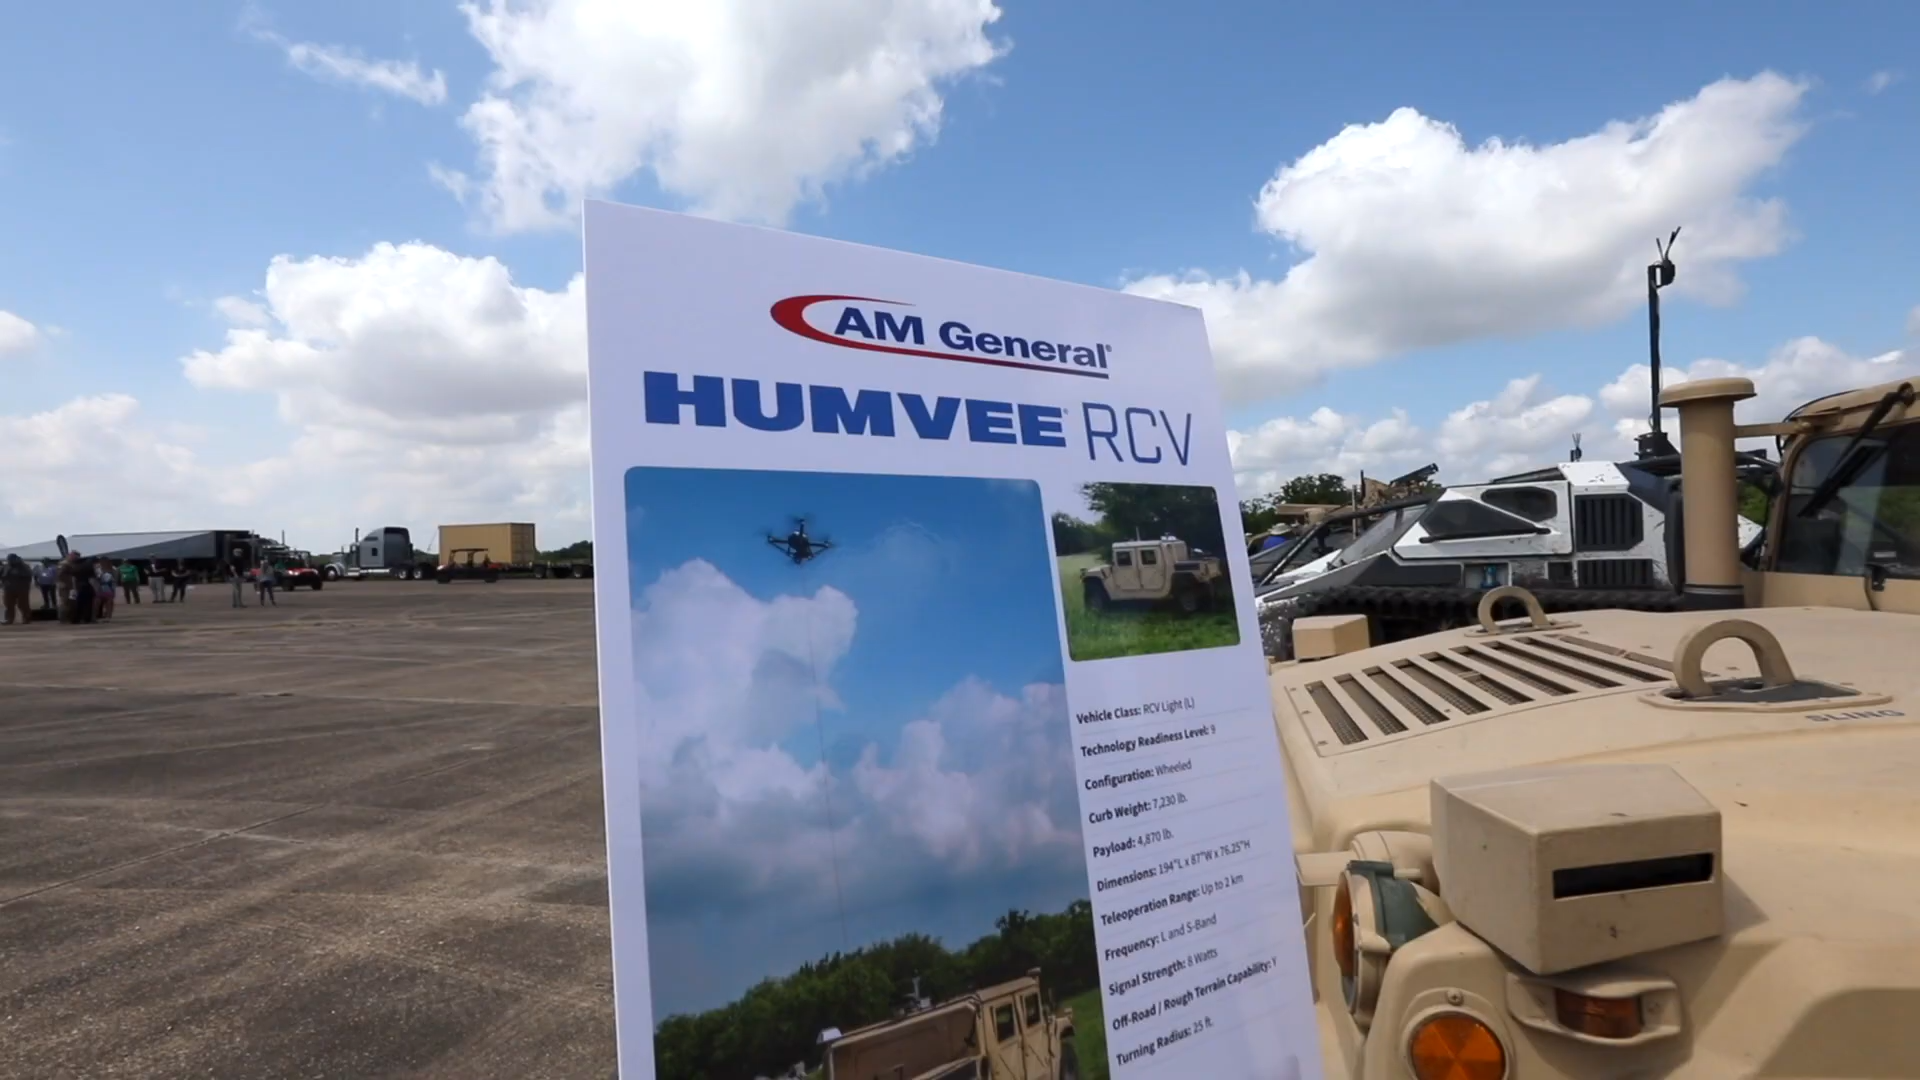 AM General®
HUMVEE® RCV
Vehicle Class: RCV Light (L)
Technology Readiness Level: 9
Configuration: Wheeled
Curb Weight: 7,230 lb.
Payload: 4,870 lb.
Dimensions: 194"L x 87"W x 76.25"H
Teleoperation Range: Up to 2 km
Frequency: L and S-Band
Signal Strength: 8 Watts
Off-Road / Rough Terrain Capability: Y
Turning Radius: 25 ft.
SLING